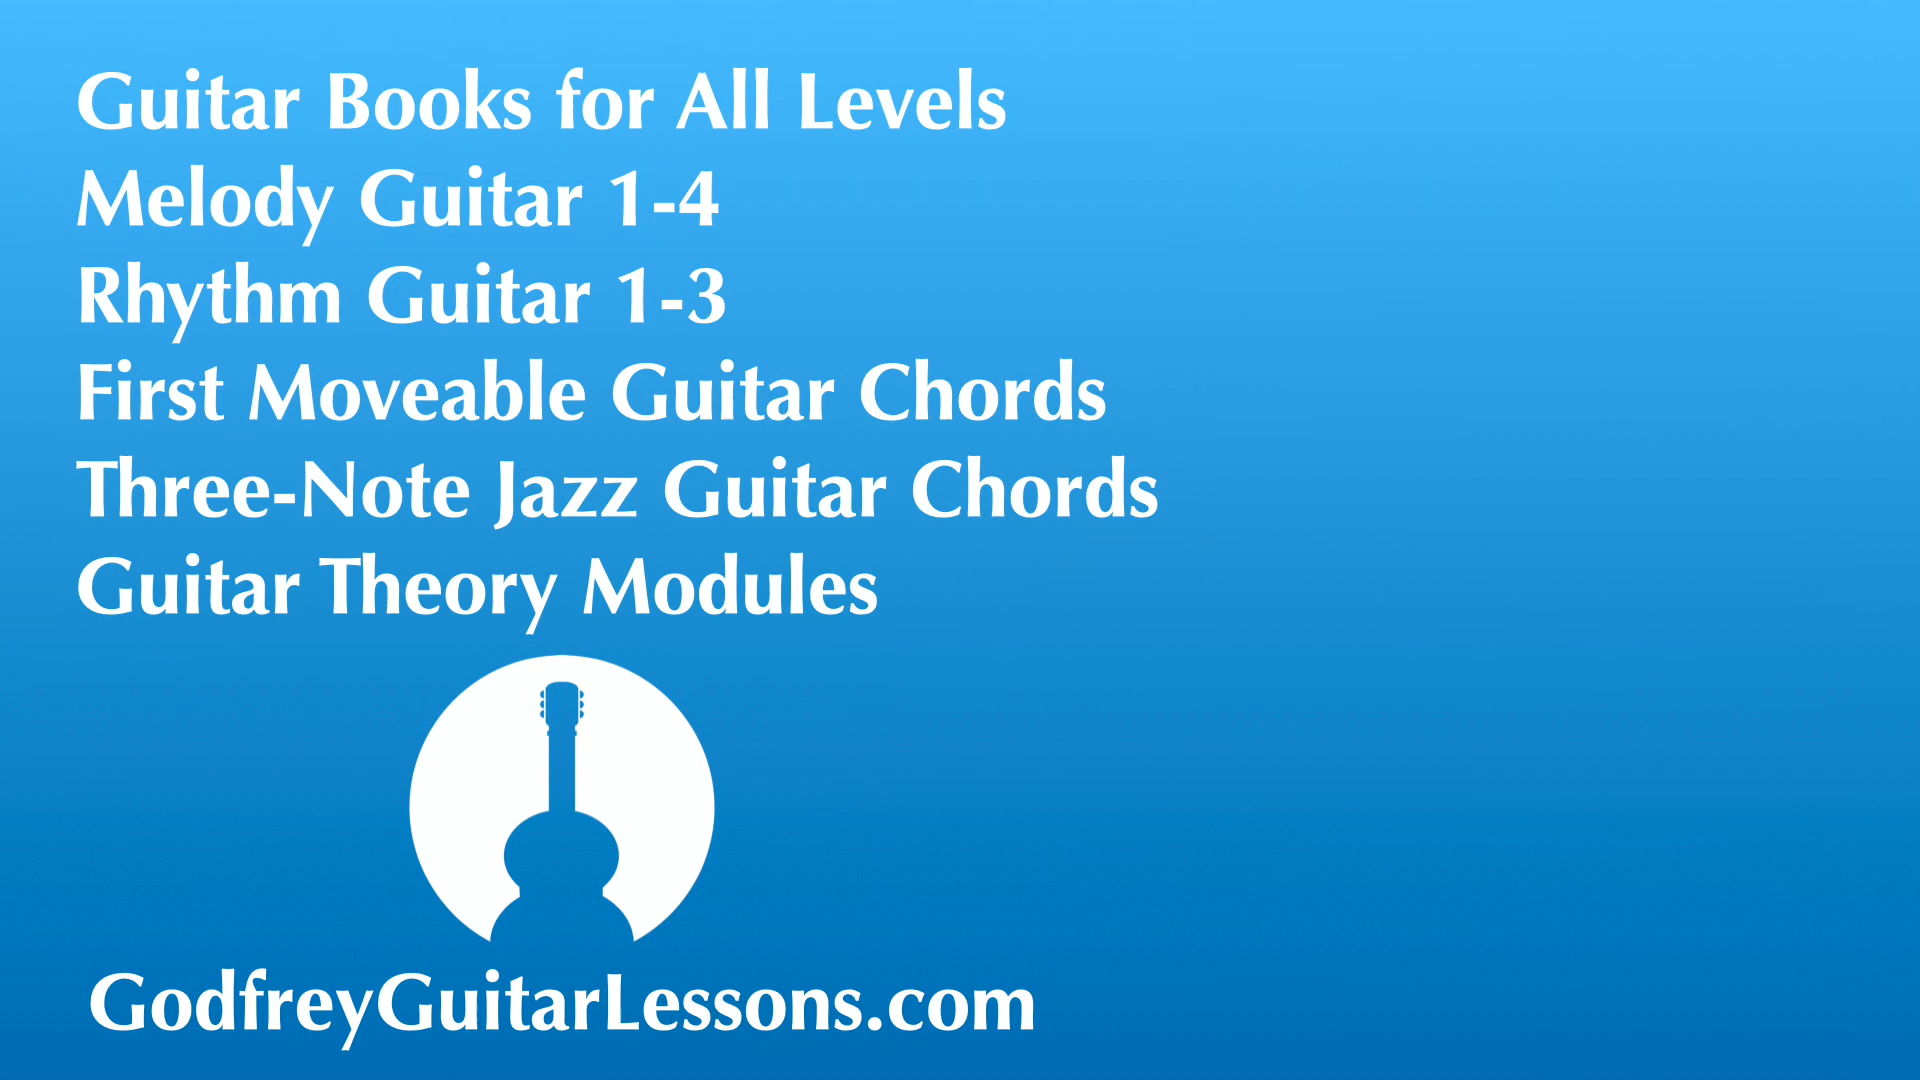 Guitar Books for All Levels
Melody Guitar 1-4
Rhythm Guitar 1-3
First Moveable Guitar Chords
Three-Note Jazz Guitar Chords
Guitar Theory Modules
GodfreyGuitarLessons.com